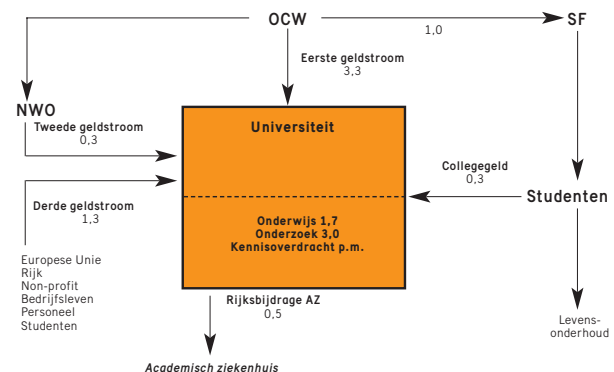 OCW
SF
1,0
Eerste geldstroom
3,3
NWO
Tweede geldstroom
0,3
Universiteit
Collegegeld
0,3
Derde geldstroom
1,3
Studenten
Onderwijs 1,7
Onderzoek 3,0
Kennisoverdracht p.m.
Europese Unie
Rijk
Non-profit
Bedrijfsleven
Personeel
Studenten
Rijksbijdrage AZ
0,5
Levens-
onderhoud
Academisch ziekenhuis